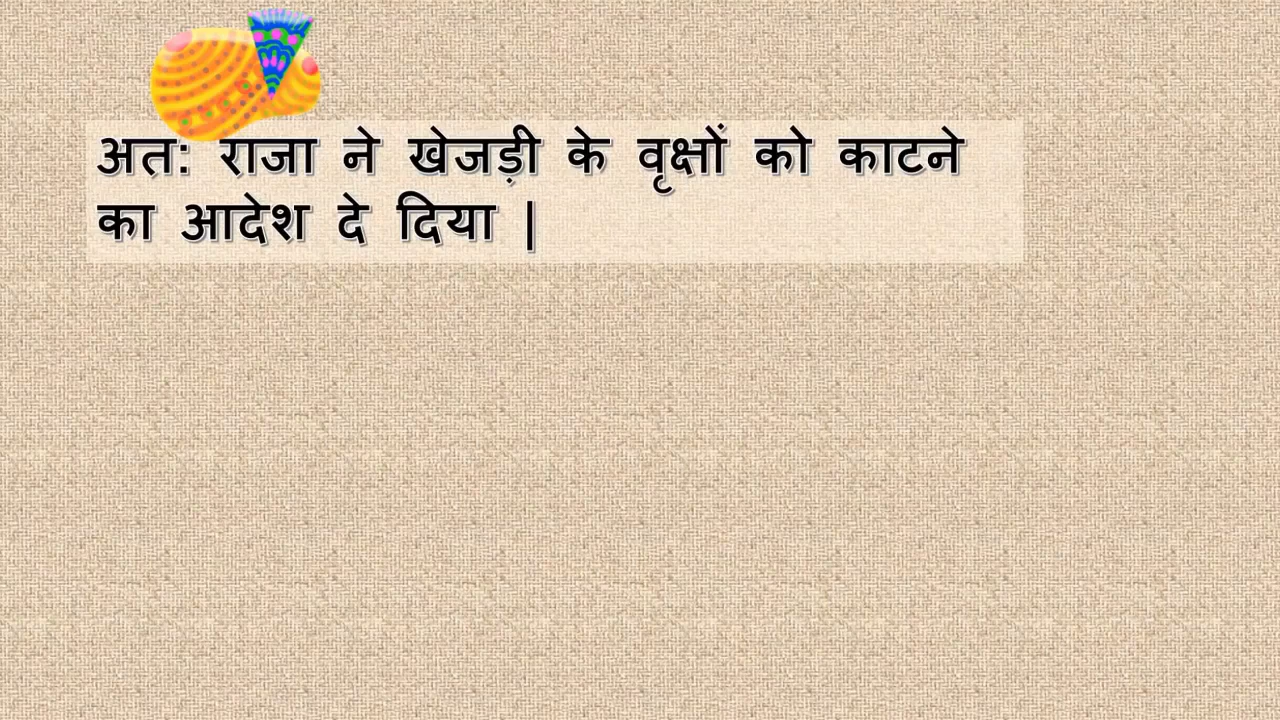 अत: राजा ने खेजड़ी के वृक्षों को काटने
का आदेश दे दिया |